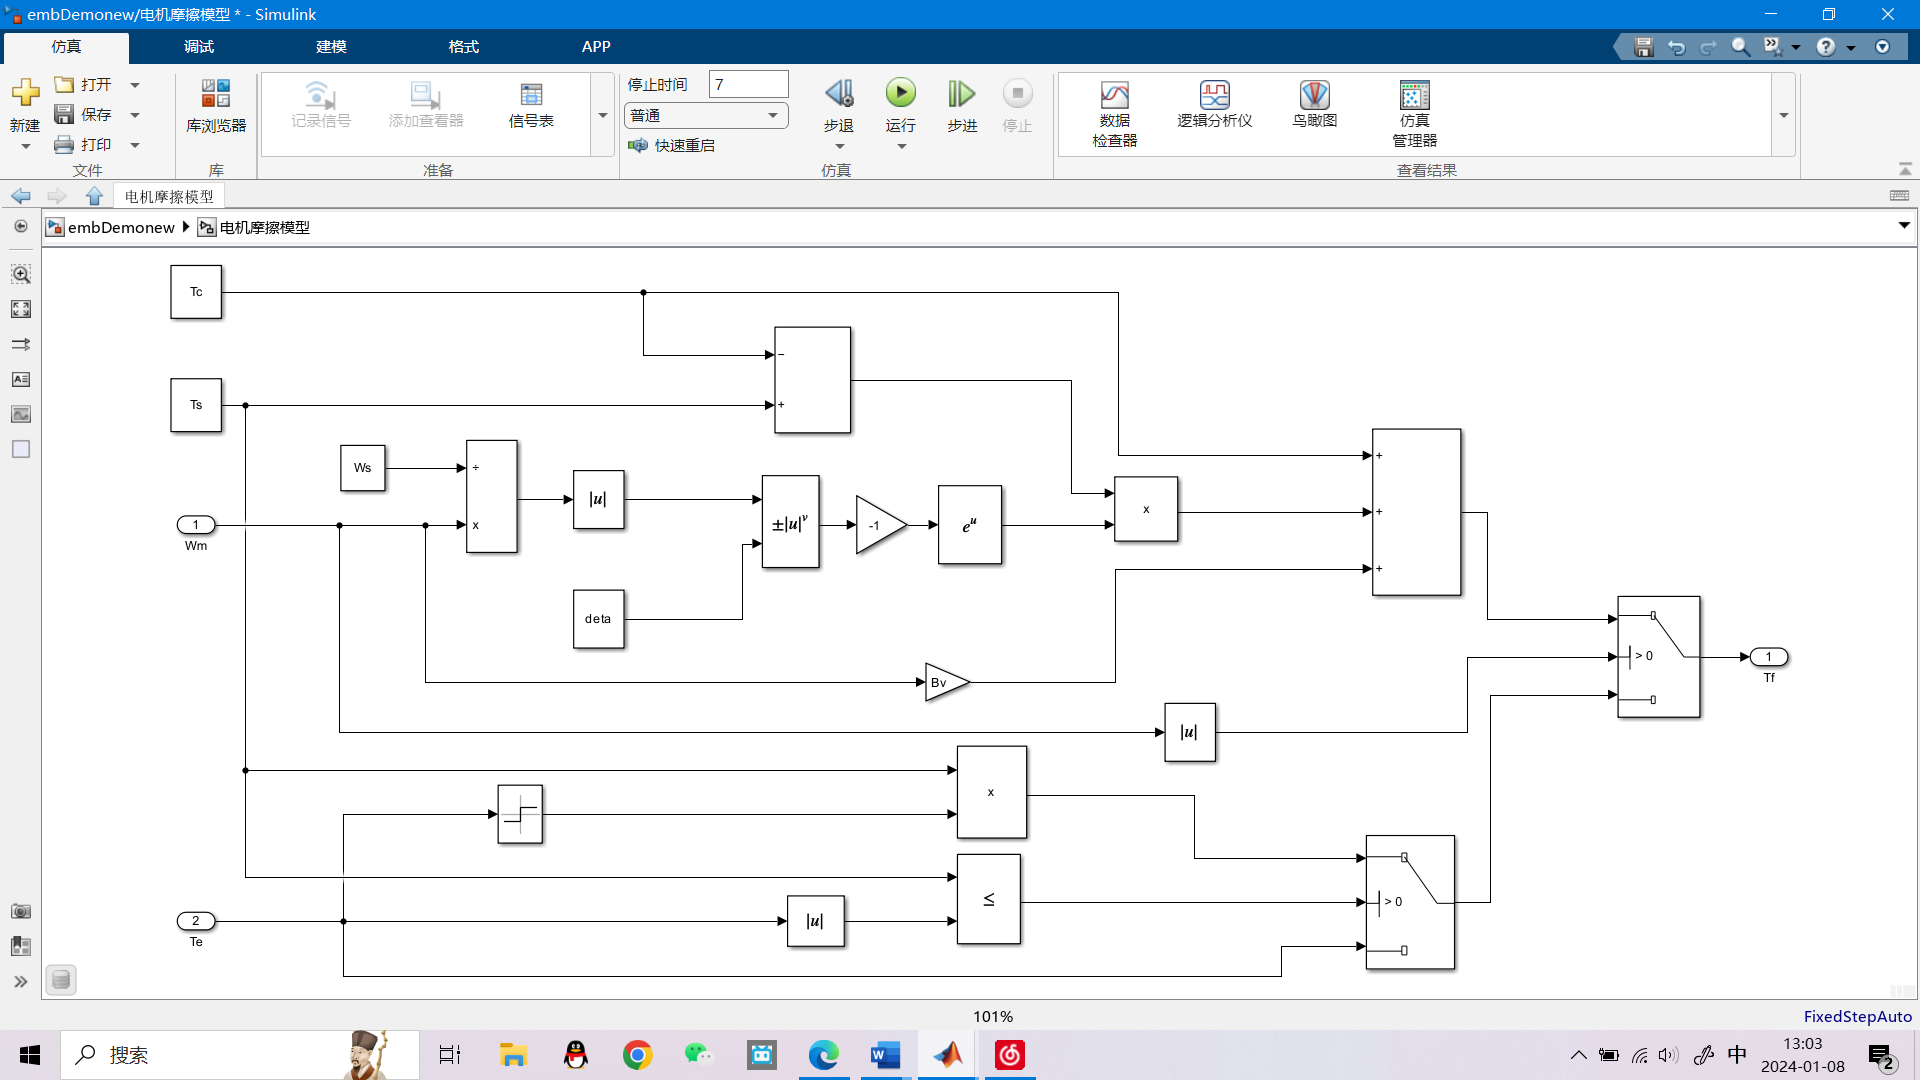 embDemonew/电机摩擦模型 * - Simulink
仿真
调试
建模
格式
APP
新建
打开
保存
打印
文件
库浏览器
库
记录信号
添加查看器
信号表
准备
停止时间
7
普通
快速重启
步退
运行
步进
停止
仿真
数据
检查器
逻辑分析仪
鸟瞰图
仿真
管理器
查看结果
电机摩擦模型
embDemonew
电机摩擦模型
Tc
−
Ts
+
Ws
÷
x
|u|
±|u|ᵛ
-1
eᵘ
x
+
+
+
1
Wm
deta
Bv
> 0
1
Tf
|u|
x
≤
> 0
2
Te
|u|
101%
FixedStepAuto
搜索
中
13:03
2024-01-08
2